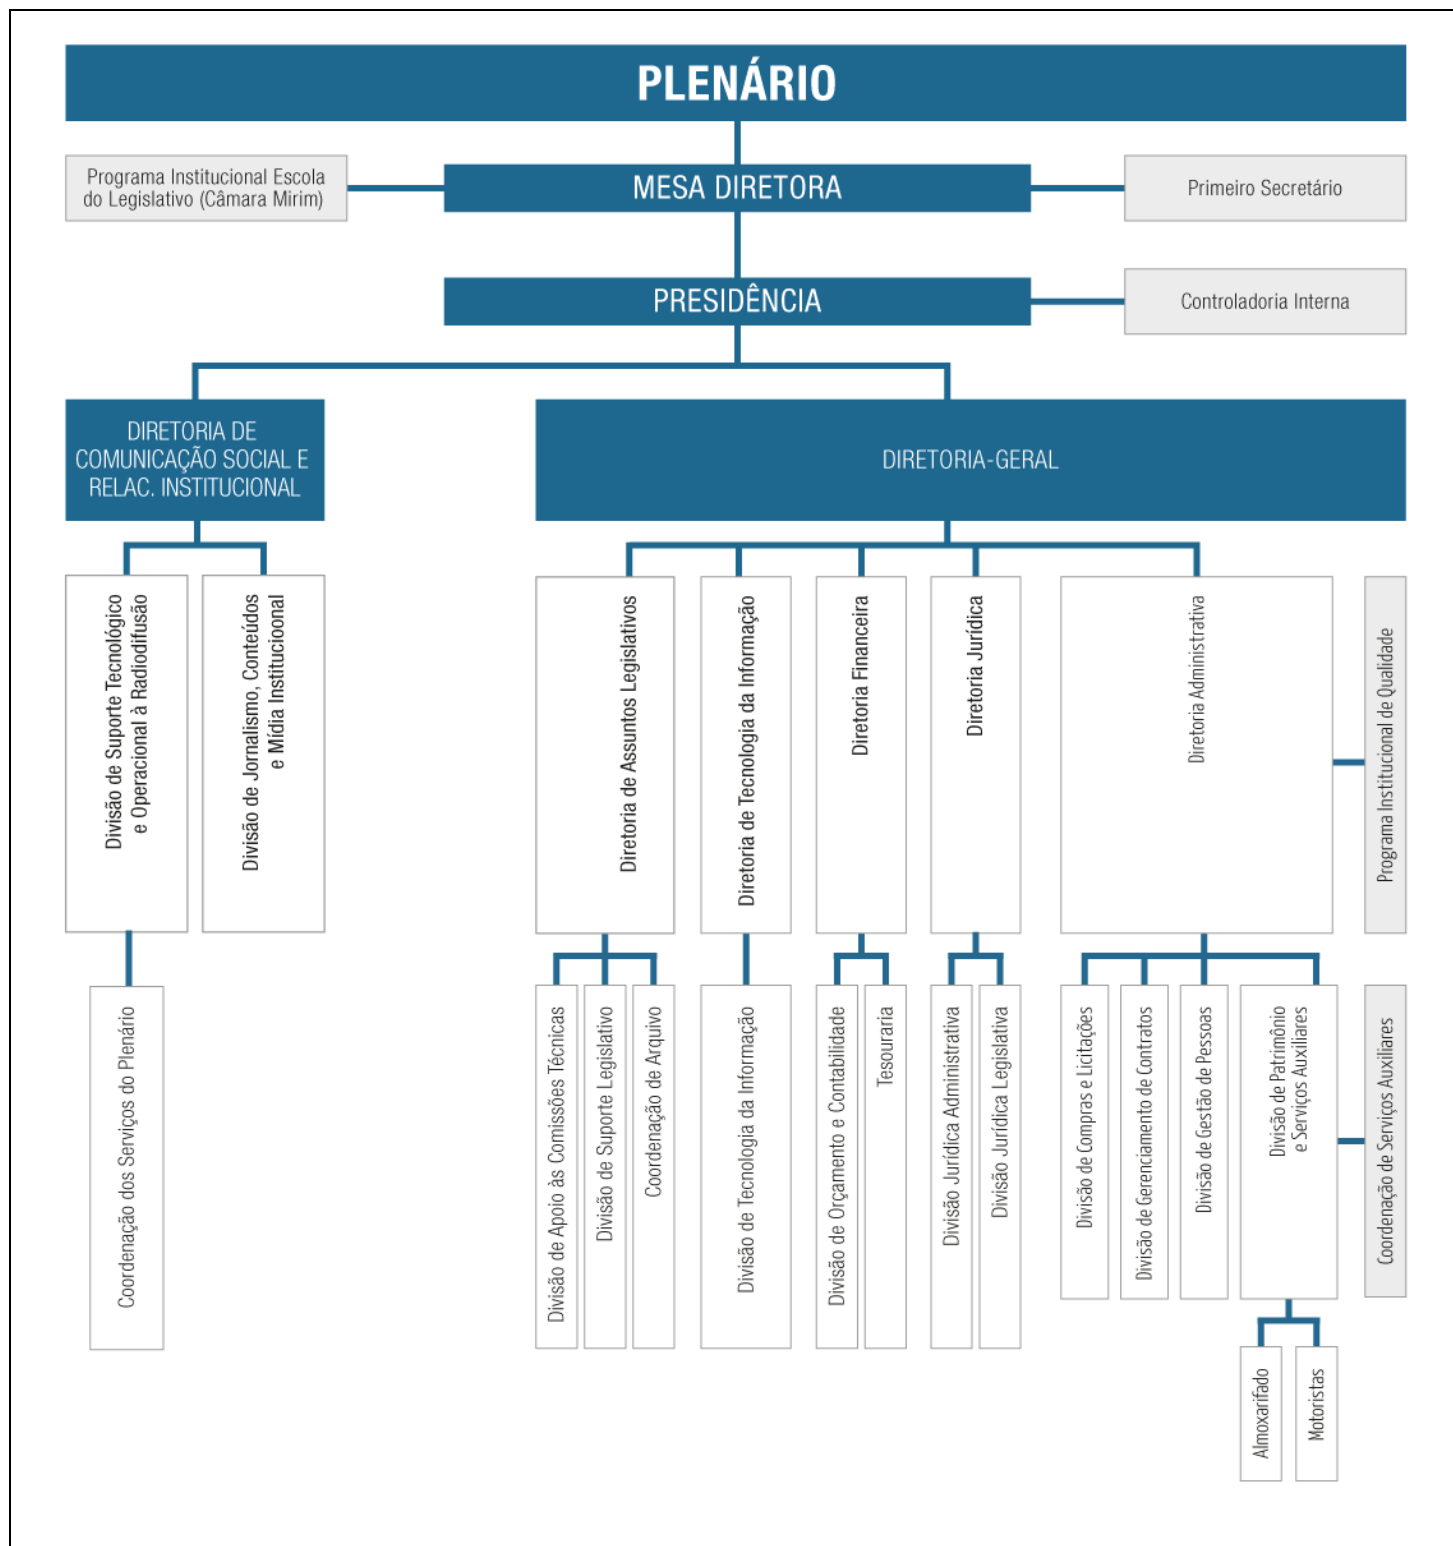 PLENÁRIO
Programa Institucional Escola
do Legislativo (Câmara Mirim)
MESA DIRETORA
Primeiro Secretário
PRESIDÊNCIA
Controladoria Interna
DIRETORIA DE
COMUNICAÇÃO SOCIAL E
RELAC. INSTITUCIONAL
DIRETORIA-GERAL
Divisão de Suporte Tecnológico
e Operacional à Radiodifusão
Divisão de Jornalismo, Conteúdos
e Mídia Institucioonal
Diretoria de Assuntos Legislativos
Diretoria de Tecnologia da Informação
Diretoria Financeira
Diretoria Jurídica
Diretoria Administrativa
Programa Institucional de Qualidade
Coordenação dos Serviços do Plenário
Divisão de Apoio às Comissões Técnicas
Divisão de Suporte Legislativo
Coordenação de Arquivo
Divisão de Tecnologia da Informação
Divisão de Orçamento e Contabilidade
Tesouraria
Divisão Jurídica Administrativa
Divisão Jurídica Legislativa
Divisão de Compras e Licitações
Divisão de Gerenciamento de Contratos
Divisão de Gestão de Pessoas
Divisão de Patrimônio
e Serviços Auxiliares
Coordenação de Serviços Auxiliares
Almoxarifado
Motoristas